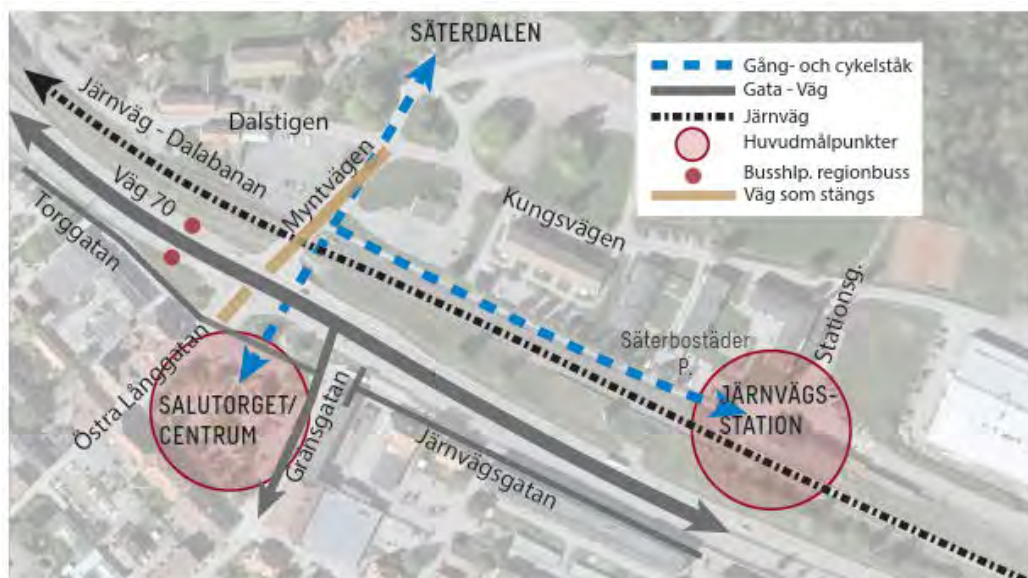 SÄTERDALEN
Gång- och cykelståk
Gata - Väg
Järnväg
Huvudmålpunkter
Busshlp. regionbuss
Väg som stängs
Järnväg - Dalabanan
Dalstigen
Myntvägen
Väg 70
Torggatan
Kungsvägen
Stationsg.
Säterbostäder
P.
JÄRNVÄGS-
STATION
Östra Långgatan
SALUTORGET/
CENTRUM
Gränsgatan
Järnvägsgatan